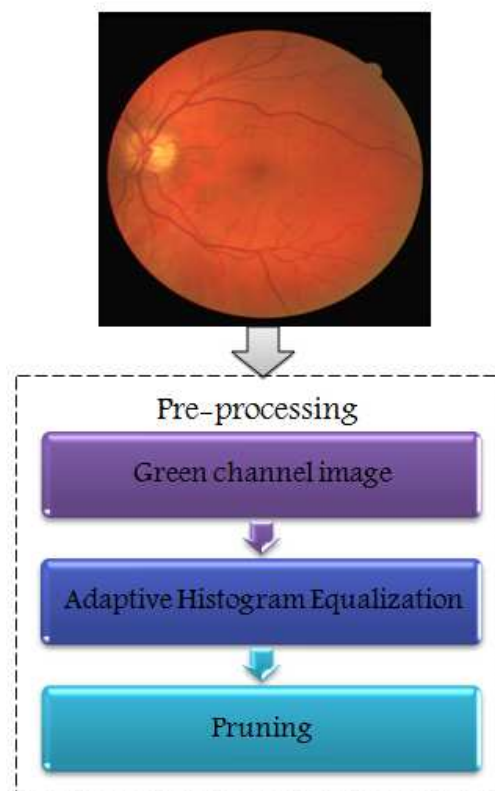 Pre-processing
Green channel image
Adaptive Histogram Equalization
Pruning